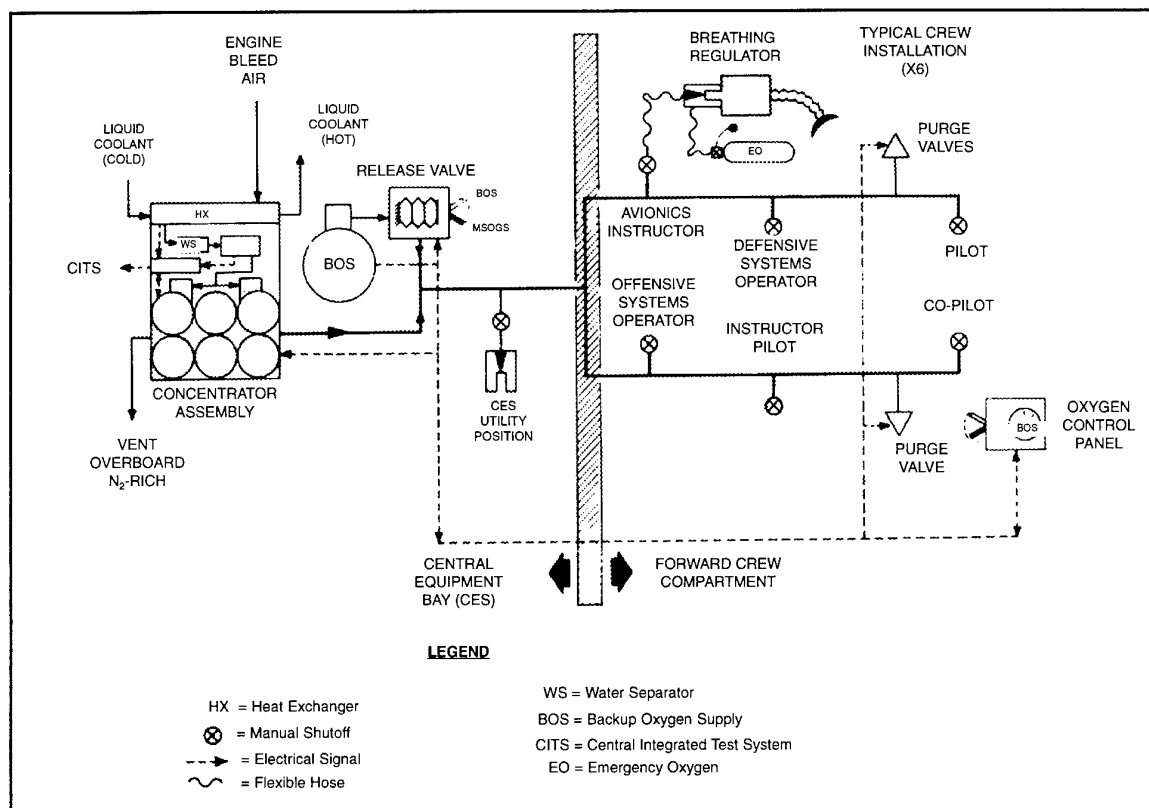 ENGINE
BLEED
AIR
LIQUID
COOLANT
(HOT)
LIQUID
COOLANT
(COLD)
HX
WS
CITS
CONCENTRATOR
ASSEMBLY
VENT
OVERBOARD
N2-RICH
RELEASE VALVE
BOS
MSOGS
BOS
CES
UTILITY
POSITION
BREATHING
REGULATOR
TYPICAL CREW
INSTALLATION
(X6)
EO
PURGE
VALVES
AVIONICS
INSTRUCTOR
DEFENSIVE
SYSTEMS
OPERATOR
PILOT
OFFENSIVE
SYSTEMS
OPERATOR
INSTRUCTOR
PILOT
CO-PILOT
PURGE
VALVE
BOS
OXYGEN
CONTROL
PANEL
CENTRAL
EQUIPMENT
BAY (CES)
FORWARD CREW
COMPARTMENT
LEGEND
HX = Heat Exchanger
= Manual Shutoff
= Electrical Signal
= Flexible Hose
WS = Water Separator
BOS = Backup Oxygen Supply
CITS = Central Integrated Test System
EO = Emergency Oxygen